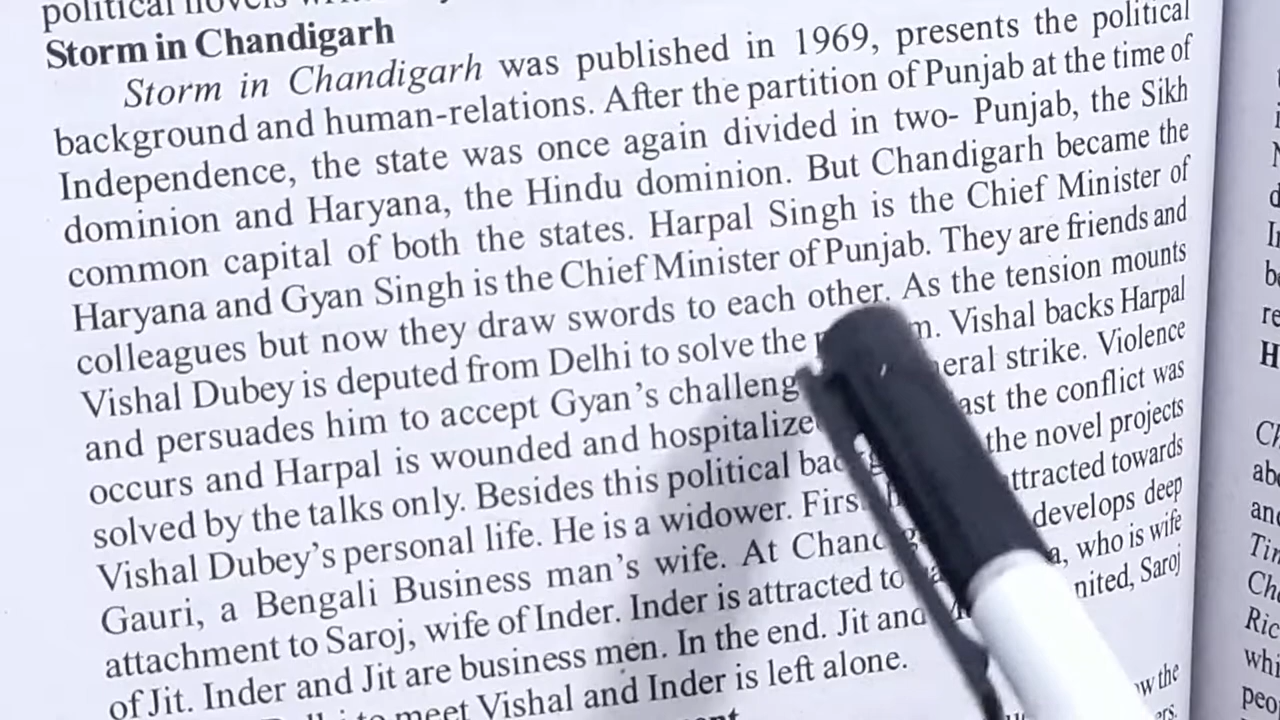 political novels
Storm in Chandigarh
Storm in Chandigarh was published in 1969, presents the political
background and human-relations. After the partition of Punjab at the time of
Independence, the state was once again divided in two- Punjab, the Sikh
dominion and Haryana, the Hindu dominion. But Chandigarh became the
common capital of both the states. Harpal Singh is the Chief Minister of
Haryana and Gyan Singh is the Chief Minister of Punjab. They are friends and
colleagues but now they draw swords to each other. As the tension mounts
Vishal Dubey is deputed from Delhi to solve the Vishal backs Harpal
and persuades him to accept Gyan's strike. Violence
occurs and Harpal is wounded and the conflict was
solved by the talks only. Besides this political the novel projects
Vishal Dubey's personal life. He is a widower. towards
Gauri, a Bengali Business man's wife. At develops deep
attachment to Saroj, wife of Inder. Inder is attracted to who is wife
of Jit. Inder and Jit are business men. In the end. Jit and Saroj
to meet Vishal and Inder is left alone.
the